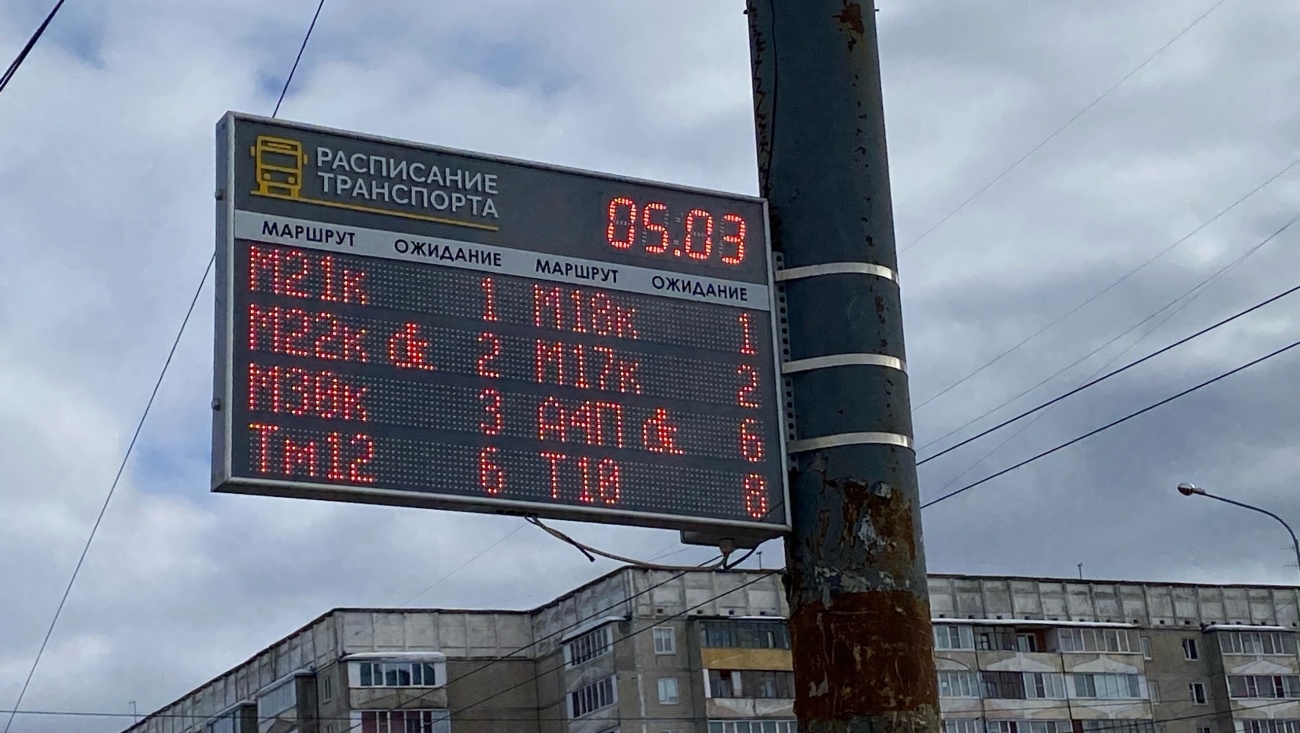 РАСПИСАНИЕ
ТРАНСПОРТА
05.03
МАРШРУТ ОЖИДАНИЕ МАРШРУТ ОЖИДАНИЕ
М21к 1 М18к 1
М22к 2 М17к 2
М30к 3 А4П 6
Тм12 6 Т10 8